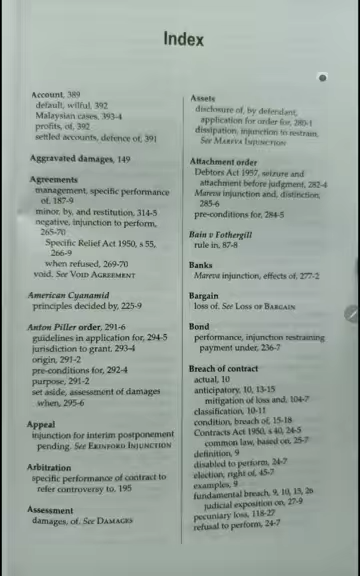 Index
Account, 389
default, wilful, 392
Malaysian cases, 393-4
profits, of, 392
settled accounts, defence of, 391
Aggravated damages, 149
Agreements
management, specific performance
of, 187-9
minor, by, and restitution, 314-5
negative, injunction to perform,
265-70
Specific Relief Act 1950, s 55,
266-9
when refused, 269-70
void. See VOID AGREEMENT
American Cyanamid
principles decided by, 225-9
Anton Piller order, 291-6
guidelines in application for, 294-5
jurisdiction to grant, 293-4
origin, 291-2
pre-conditions for, 292-4
purpose, 291-2
set aside, assessment of damages
when, 295-6
Appeal
injunction for interim postponement
pending. See ERINFORD INJUNCTION
Arbitration
specific performance of contract to
refer controversy to, 195
Assessment
damages, of. See DAMAGES
Assets
disclosure of, by defendant,
application for order for, 280-1
dissipation, injunction to restrain.
See MAREVA INJUNCTION
Attachment order
Debtors Act 1957, seizure and
attachment before judgment, 282-4
Mareva injunction and, distinction,
285-6
pre-conditions for, 284-5
Bain v Fothergill
rule in, 87-8
Banks
Mareva injunction, effects of, 277-2
Bargain
loss of. See LOSS OF BARGAIN
Bond
performance, injunction restraining
payment under, 236-7
Breach of contract
actual, 10
anticipatory, 10, 13-15
mitigation of loss and, 104-7
classification, 10-11
condition, breach of, 15-18
Contracts Act 1950, s 40, 24-5
common law, based on, 25-7
definition, 9
disabled to perform, 24-7
election, right of, 45-7
examples, 9
fundamental breach, 9, 10, 15, 26
judicial exposition on, 27-9
pecuniary loss, 118-27
refusal to perform, 24-7